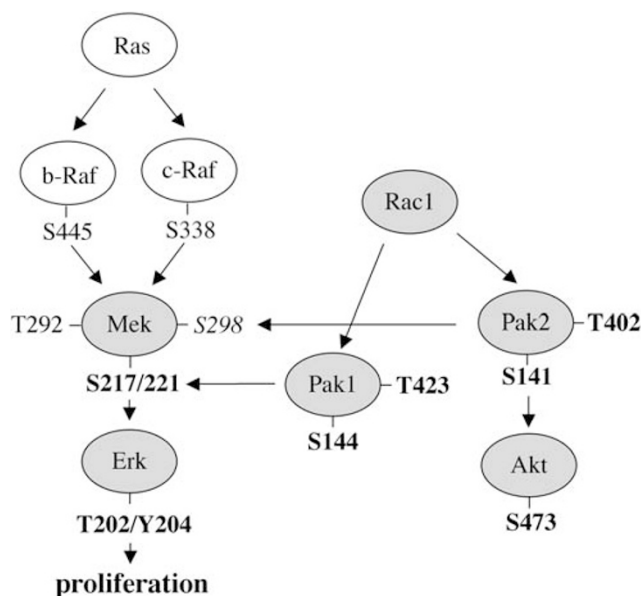 Ras
b-Raf
c-Raf
S445
S338
Rac1
T292
Mek
S298
Pak2
T402
S217/221
Pak1
T423
S141
S144
Erk
Akt
T202/Y204
S473
proliferation